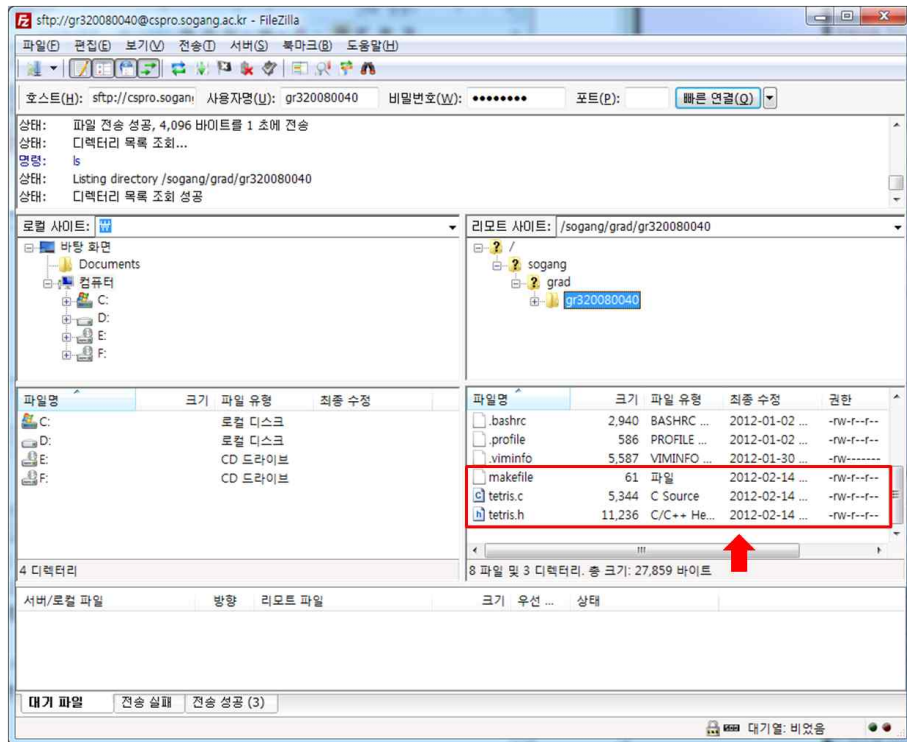 sftp://gr320080040@cspro.sogang.ac.kr - FileZilla
파일(F) 편집(E) 보기(V) 전송(T) 서버(S) 북마크(B) 도움말(H)
호스트(H): sftp://cspro.sogan 사용자명(U): gr320080040 비밀번호(W): ●●●●●●●● 포트(P): 빠른 연결(Q)
상태: 파일 전송 성공, 4,096 바이트를 1 초에 전송
상태: 디렉터리 목록 조회...
명령: ls
상태: Listing directory /sogang/grad/gr320080040
상태: 디렉터리 목록 조회 성공
로컬 사이트: ₩
바탕 화면
Documents
컴퓨터
C:
D:
E:
F:
리모트 사이트: /sogang/grad/gr320080040
/
sogang
grad
gr320080040
파일명 크기 파일 유형 최종 수정
C: 로컬 디스크
D: 로컬 디스크
E: CD 드라이브
F: CD 드라이브
4 디렉터리
파일명 크기 파일 유형 최종 수정 권한
.bashrc 2,940 BASHRC ... 2012-01-02 ... -rw-r--r--
.profile 586 PROFILE ... 2012-01-02 ... -rw-r--r--
.viminfo 5,587 VIMINFO ... 2012-01-30 ... -rw-------
makefile 61 파일 2012-02-14 ... -rw-r--r--
tetris.c 5,344 C Source 2012-02-14 ... -rw-r--r--
tetris.h 11,236 C/C++ He... 2012-02-14 ... -rw-r--r--
8 파일 및 3 디렉터리. 총 크기: 27,859 바이트
서버/로컬 파일 방향 리모트 파일 크기 우선 ... 상태
대기 파일 전송 실패 전송 성공 (3)
대기열: 비었음